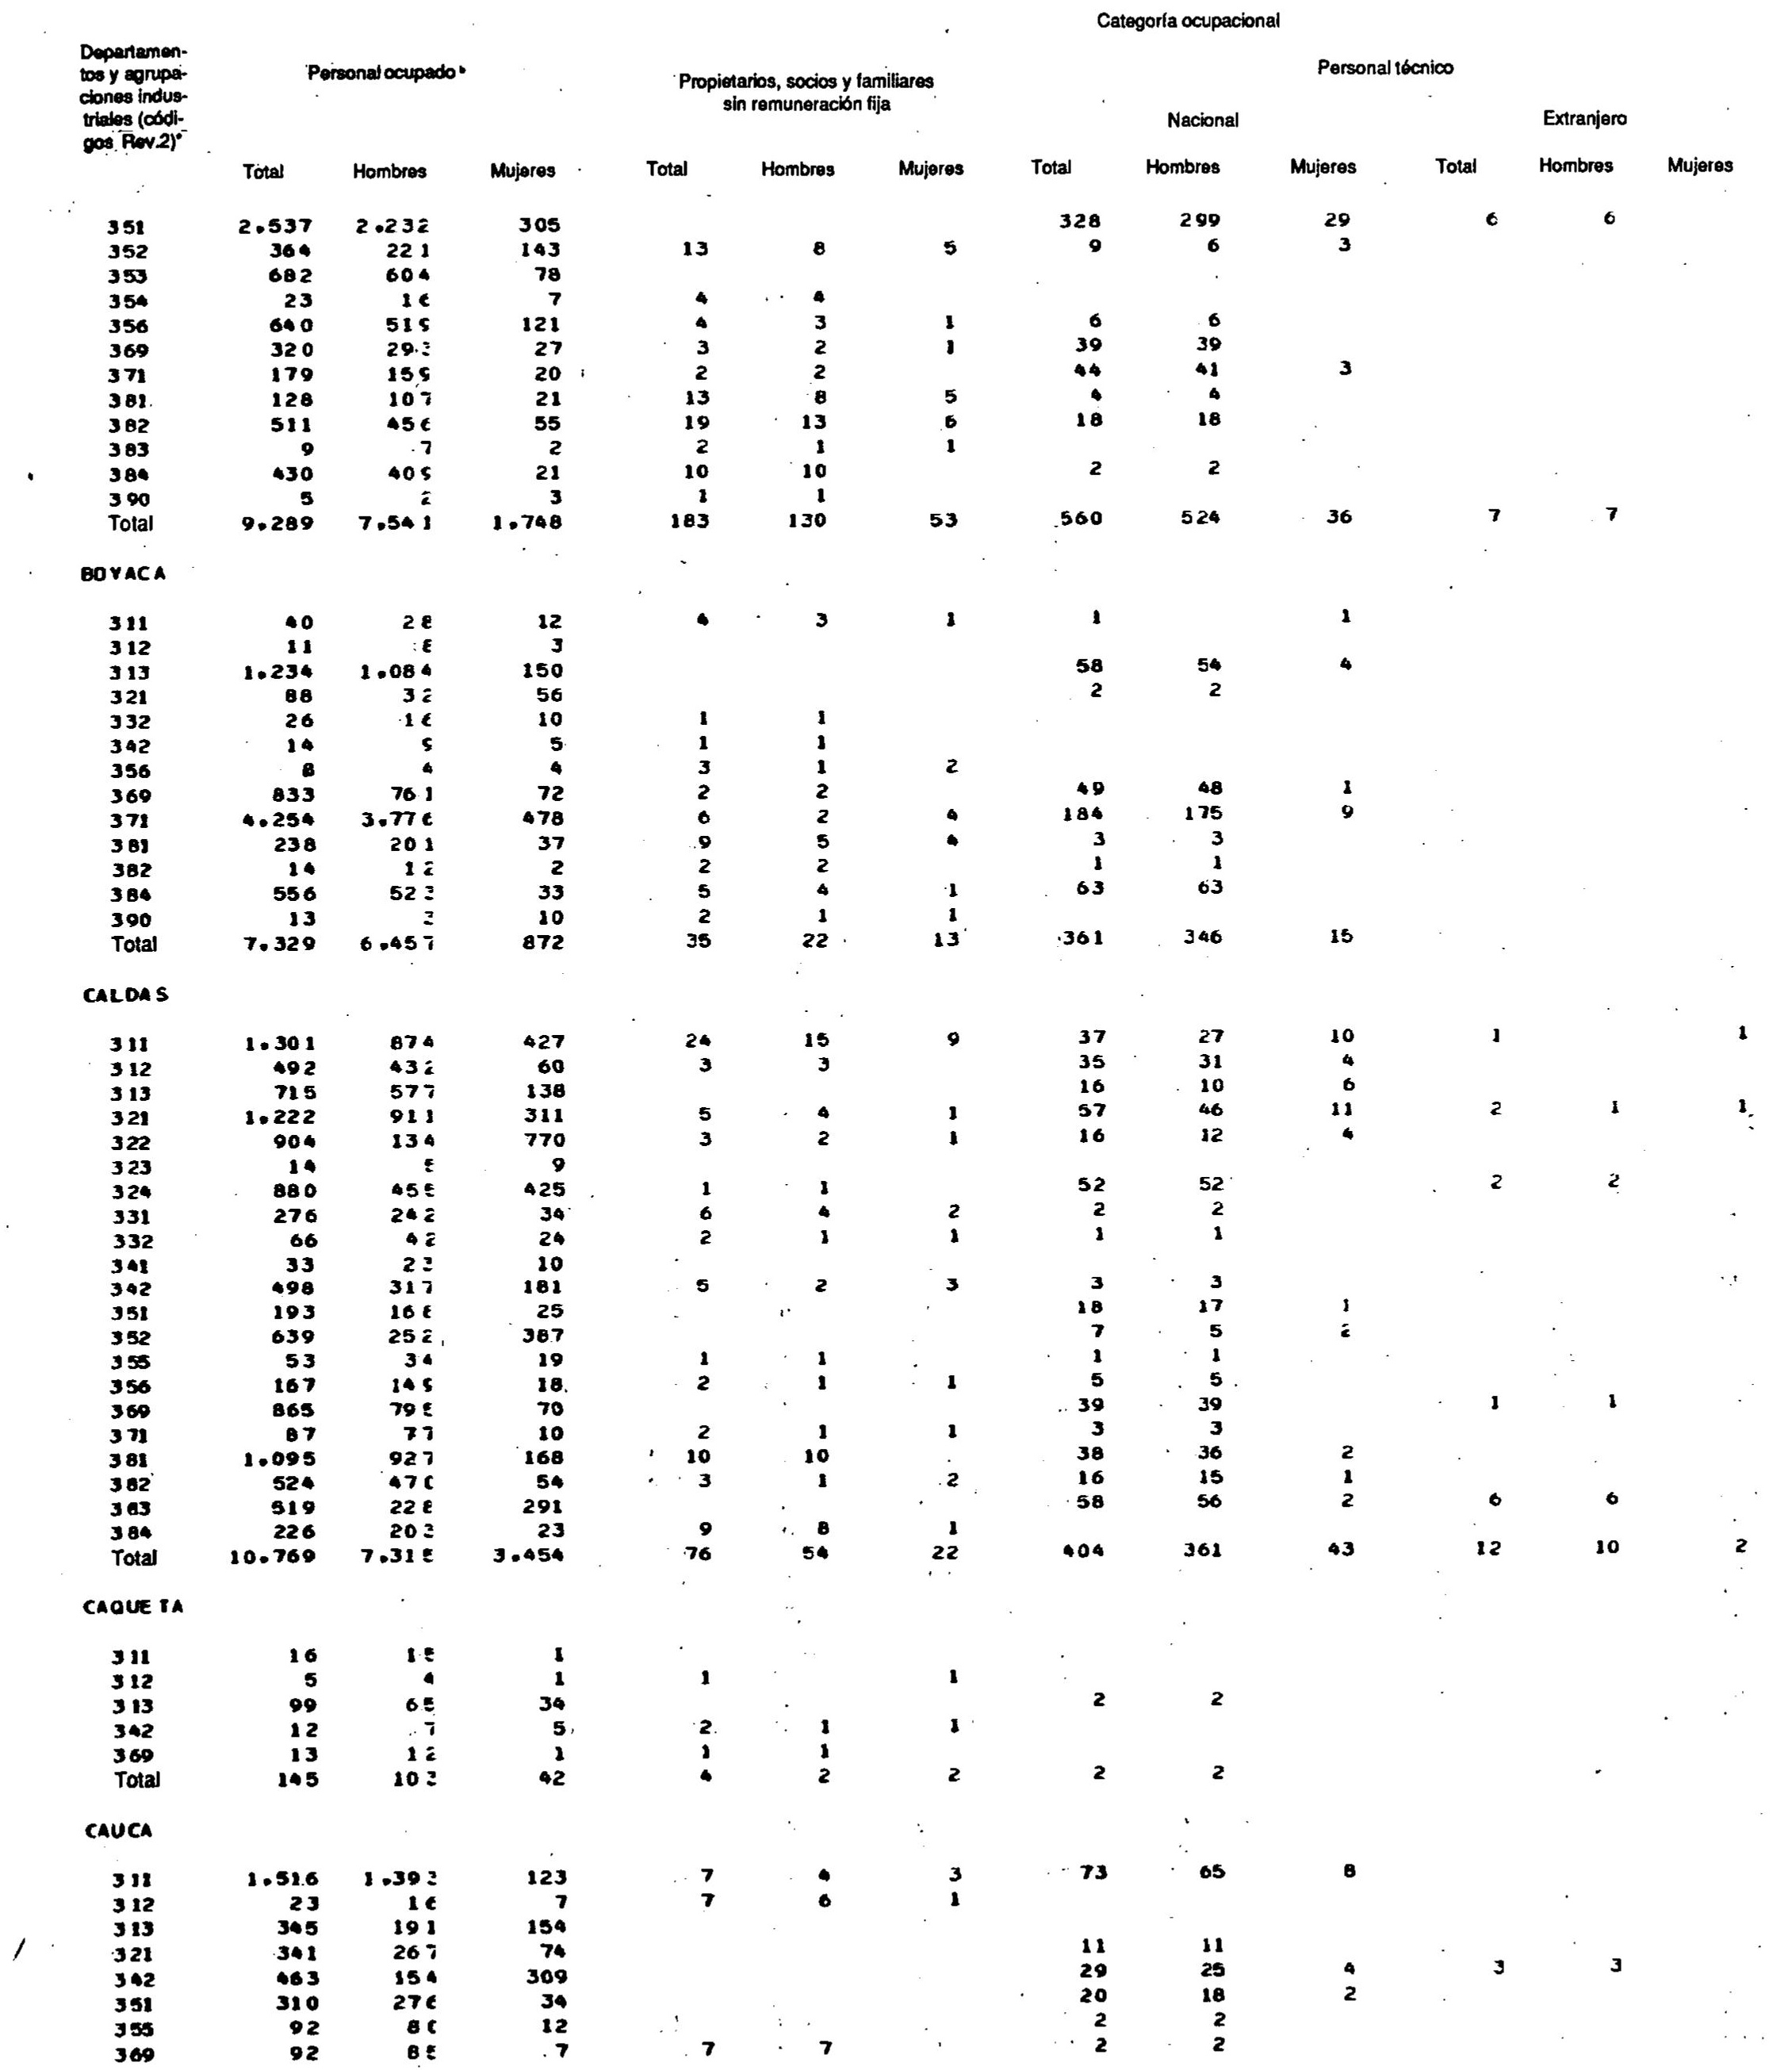 Categoría ocupacional
Departamen-
tos y agrupa-
ciones indus-
triales (códi-
gos Rev.2)ª
Personal ocupado ᵇ
Propietarios, socios y familiares
sin remuneración fija
Personal técnico
Nacional
Extranjero
Total Hombres Mujeres Total Hombres Mujeres Total Hombres Mujeres Total Hombres Mujeres
351 2.537 2.232 305 328 299 29 6 6
352 364 221 143 13 8 5 9 6 3
353 682 604 78
354 23 16 7 4 4
356 640 519 121 4 3 1 6 6
369 320 293 27 3 2 1 39 39
371 179 159 20 2 2 44 41 3
381 128 107 21 13 8 5 4 4
382 511 456 55 19 13 6 18 18
383 9 7 2 2 1 1
384 430 409 21 10 10 2 2
390 5 2 3 1 1
Total 9.289 7.541 1.748 183 130 53 560 524 36 7 7
BOYACA
311 40 28 12 4 3 1 1 1
312 11 8 3
313 1.234 1.084 150 58 54 4
321 88 32 56 2 2
332 26 16 10 1 1
342 14 9 5 1 1
356 8 4 4 3 1 2
369 833 761 72 2 2 49 48 1
371 4.254 3.776 478 6 2 4 184 175 9
381 238 201 37 9 5 4 3 3
382 14 12 2 2 2 1 1
384 556 523 33 5 4 1 63 63
390 13 3 10 2 1 1
Total 7.329 6.457 872 35 22 13 361 346 15
CALDAS
311 1.301 874 427 24 15 9 37 27 10 1 1
312 492 432 60 3 3 35 31 4
313 715 577 138 16 10 6
321 1.222 911 311 5 4 1 57 46 11 2 1 1
322 904 134 770 3 2 1 16 12 4
323 14 5 9
324 880 455 425 1 1 52 52 2 2
331 276 242 34 6 4 2 2 2
332 66 42 24 2 1 1 1 1
341 33 23 10
342 498 317 181 5 2 3 3 3
351 193 168 25 18 17 1
352 639 252 387 7 5 2
355 53 34 19 1 1 1 1
356 167 149 18 2 1 1 5 5
369 865 795 70 39 39 1 1
371 87 77 10 2 1 1 3 3
381 1.095 927 168 10 10 38 36 2
382 524 470 54 3 1 2 16 15 1
383 519 228 291 58 56 2 6 6
384 226 203 23 9 8 1
Total 10.769 7.315 3.454 76 54 22 404 361 43 12 10 2
CAQUETA
311 16 15 1
312 5 4 1 1 1
313 99 65 34 2 2
342 12 7 5 2 1 1
369 13 12 1 1 1
Total 145 103 42 4 2 2 2 2
CAUCA
311 1.516 1.393 123 7 4 3 73 65 8
312 23 16 7 7 6 1
313 345 191 154
321 341 267 74 11 11
342 463 154 309 29 25 4 3 3
351 310 276 34 20 18 2
355 92 80 12 2 2
369 92 85 7 7 7 2 2